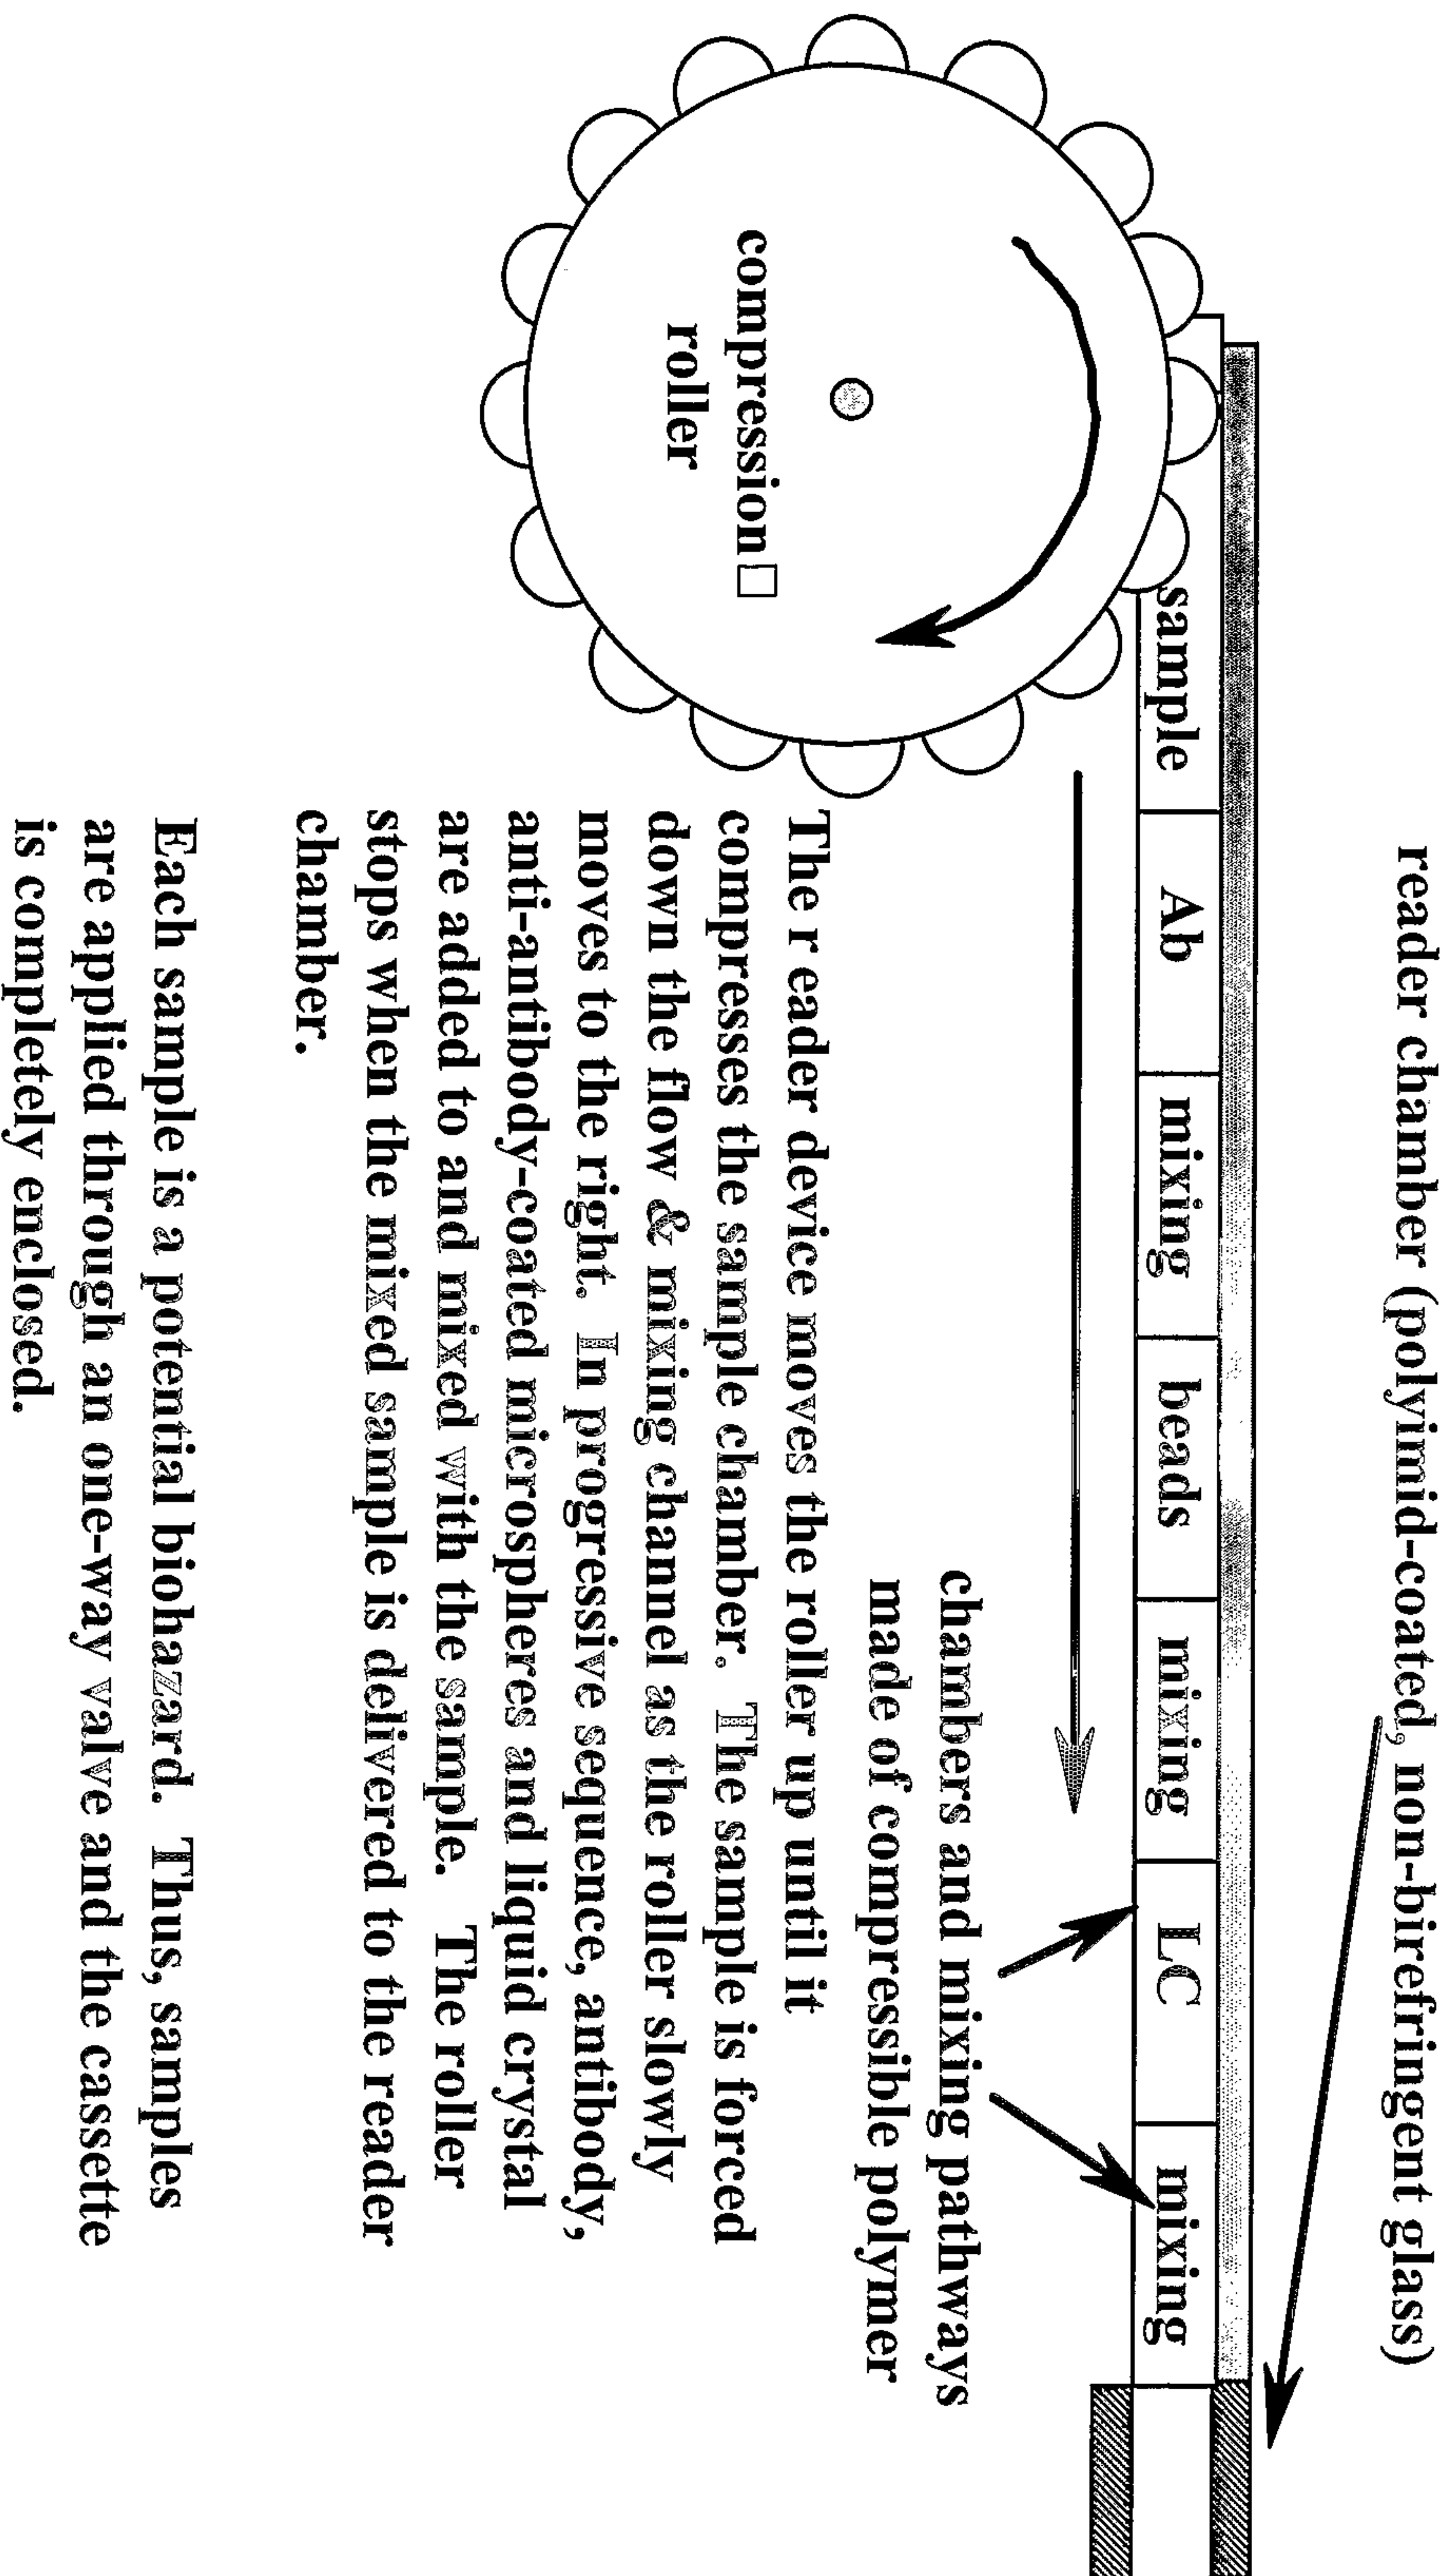 reader chamber (polyimid-coated, non-birefringent glass)
sample
Ab
mixing
beads
mixing
LC
mixing
compression
roller
chambers and mixing pathways
made of compressible polymer
The r eader device moves the roller up until it
compresses the sample chamber. The sample is forced
down the flow & mixing channel as the roller slowly
moves to the right. In progressive sequence, antibody,
anti-antibody-coated microspheres and liquid crystal
are added to and mixed with the sample. The roller
stops when the mixed sample is delivered to the reader
chamber.
Each sample is a potential biohazard. Thus, samples
are applied through an one-way valve and the cassette
is completely enclosed.